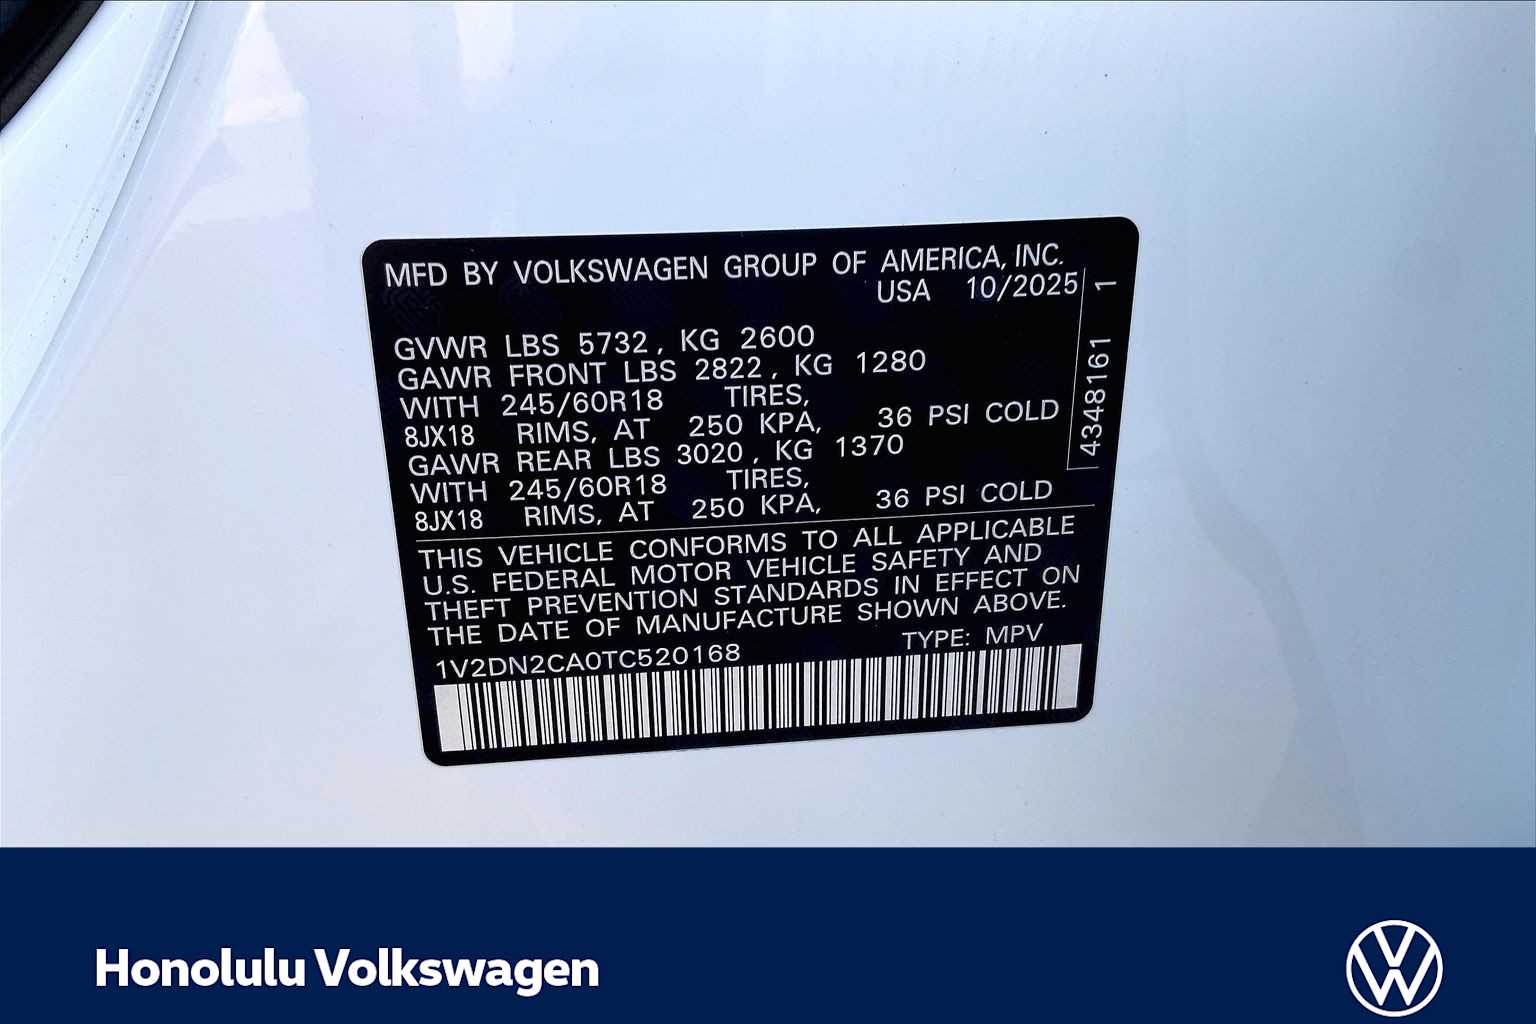 MFD BY VOLKSWAGEN GROUP OF AMERICA, INC.
USA 10/2025
GVWR LBS 5732, KG 2600
GAWR FRONT LBS 2822, KG 1280
WITH 245/60R18 TIRES,
8JX18 RIMS, AT 250 KPA, 36 PSI COLD
GAWR REAR LBS 3020, KG 1370
WITH 245/60R18 TIRES,
8JX18 RIMS, AT 250 KPA, 36 PSI COLD
4348161 1
THIS VEHICLE CONFORMS TO ALL APPLICABLE
U.S. FEDERAL MOTOR VEHICLE SAFETY AND
THEFT PREVENTION STANDARDS IN EFFECT ON
THE DATE OF MANUFACTURE SHOWN ABOVE.
1V2DN2CA0TC520168 TYPE: MPV
Honolulu Volkswagen